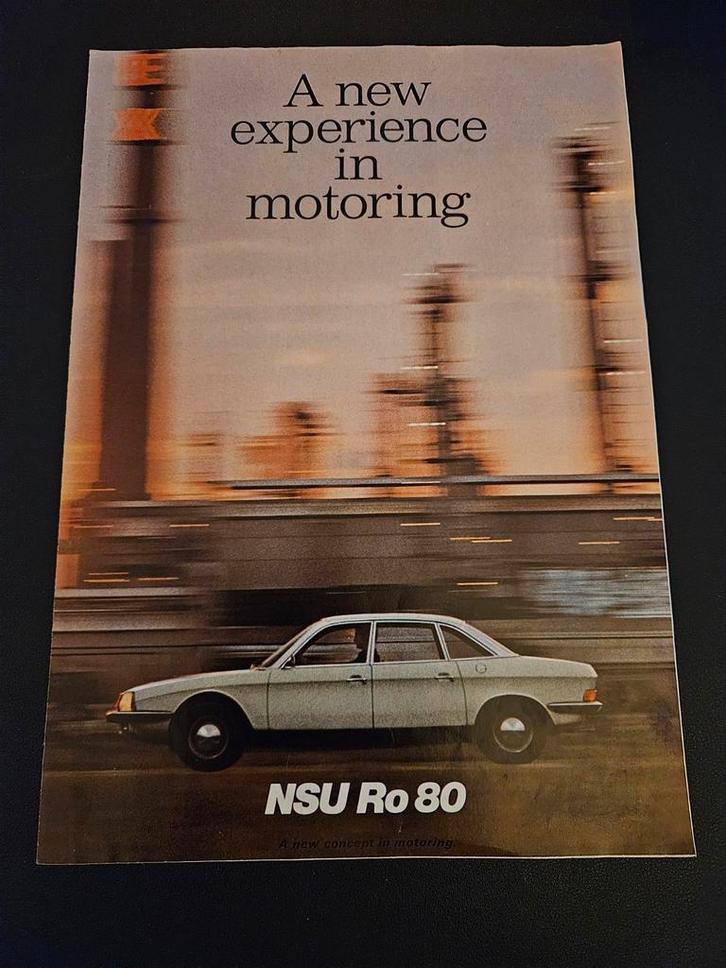 E
X
A new
experience
in
motoring
NSU Ro 80
A new concept in motoring.